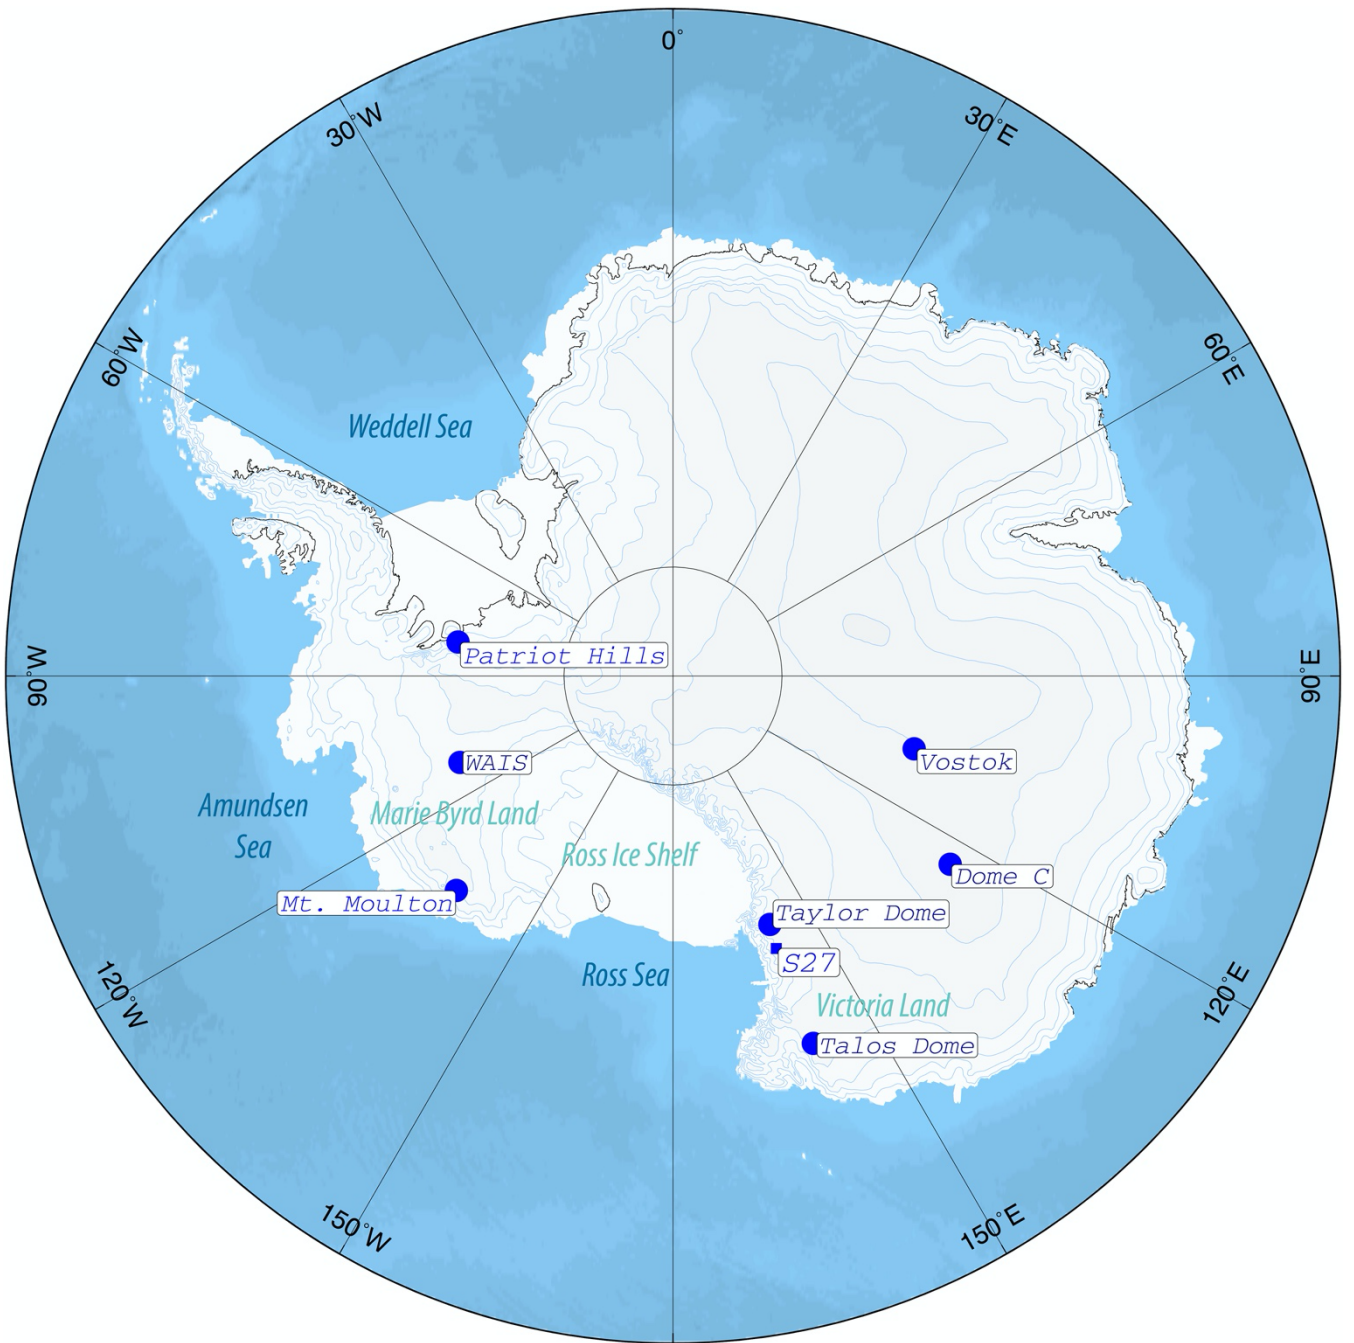 0°
30°W
30°E
60°W
60°E
Weddell Sea
Patriot Hills
90°W
90°E
WAIS
Vostok
Amundsen
Sea
Marie Byrd Land
Ross Ice Shelf
Dome C
Mt. Moulton
Taylor Dome
S27
Ross Sea
Victoria Land
Talos Dome
120°W
120°E
150°W
150°E